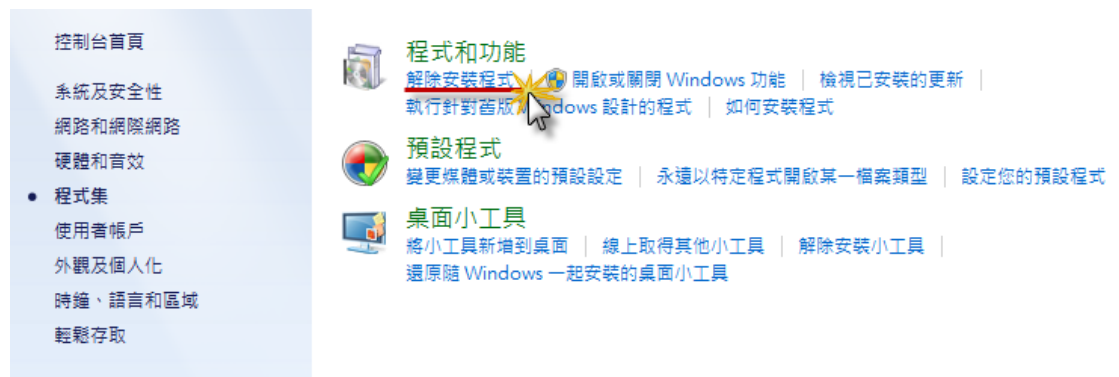 控制台首頁
系統及安全性
網路和網際網路
硬體和音效
程式集
使用者帳戶
外觀及個人化
時鐘、語言和區域
輕鬆存取
程式和功能
解除安裝程式 | 開啟或關閉 Windows 功能 | 檢視已安裝的更新 |
執行針對舊版 Windows 設計的程式 | 如何安裝程式
預設程式
變更媒體或裝置的預設設定 | 永遠以特定程式開啟某一檔案類型 | 設定您的預設程式
桌面小工具
將小工具新增到桌面 | 線上取得其他小工具 | 解除安裝小工具 |
還原隨 Windows 一起安裝的桌面小工具